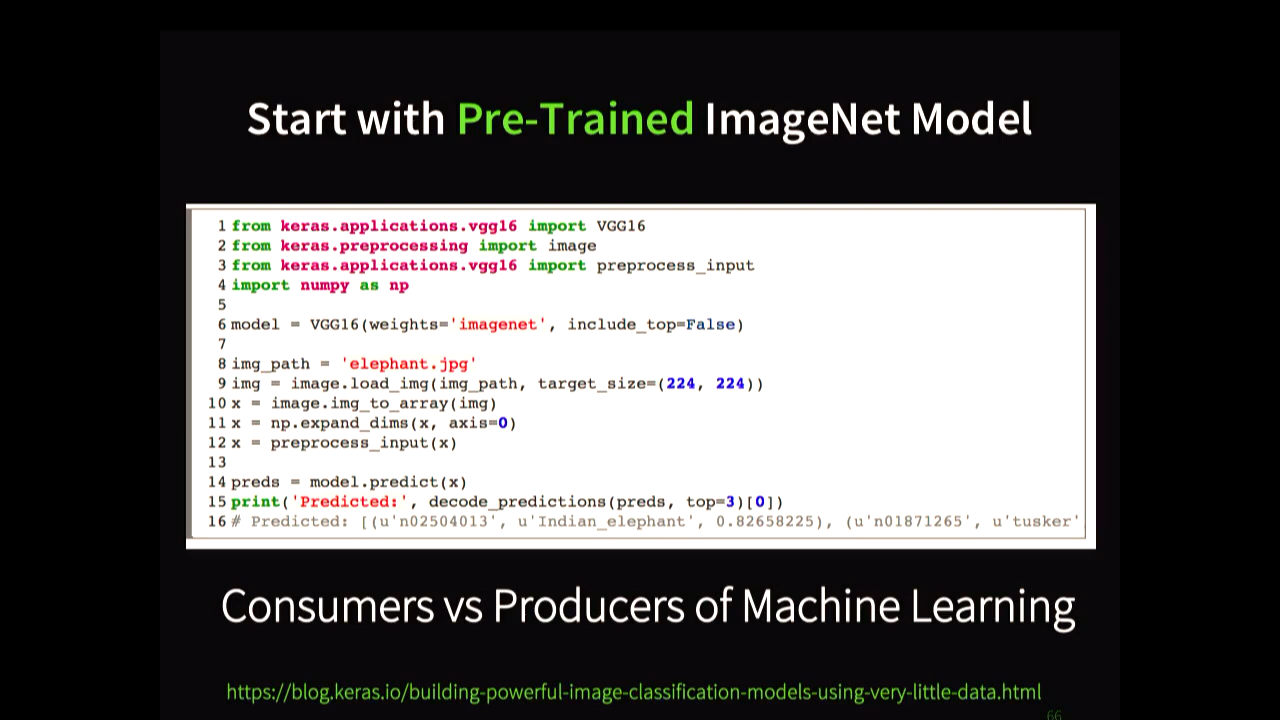 Start with Pre-Trained ImageNet Model
1 from keras.applications.vgg16 import VGG16
2 from keras.preprocessing import image
3 from keras.applications.vgg16 import preprocess_input
4 import numpy as np
5
6 model = VGG16(weights='imagenet', include_top=False)
7
8 img_path = 'elephant.jpg'
9 img = image.load_img(img_path, target_size=(224, 224))
10 x = image.img_to_array(img)
11 x = np.expand_dims(x, axis=0)
12 x = preprocess_input(x)
13
14 preds = model.predict(x)
15 print('Predicted:', decode_predictions(preds, top=3)[0])
16 # Predicted: [(u'n02504013', u'Indian_elephant', 0.82658225), (u'n01871265', u'tusker'
Consumers vs Producers of Machine Learning
https://blog.keras.io/building-powerful-image-classification-models-using-very-little-data.html
66